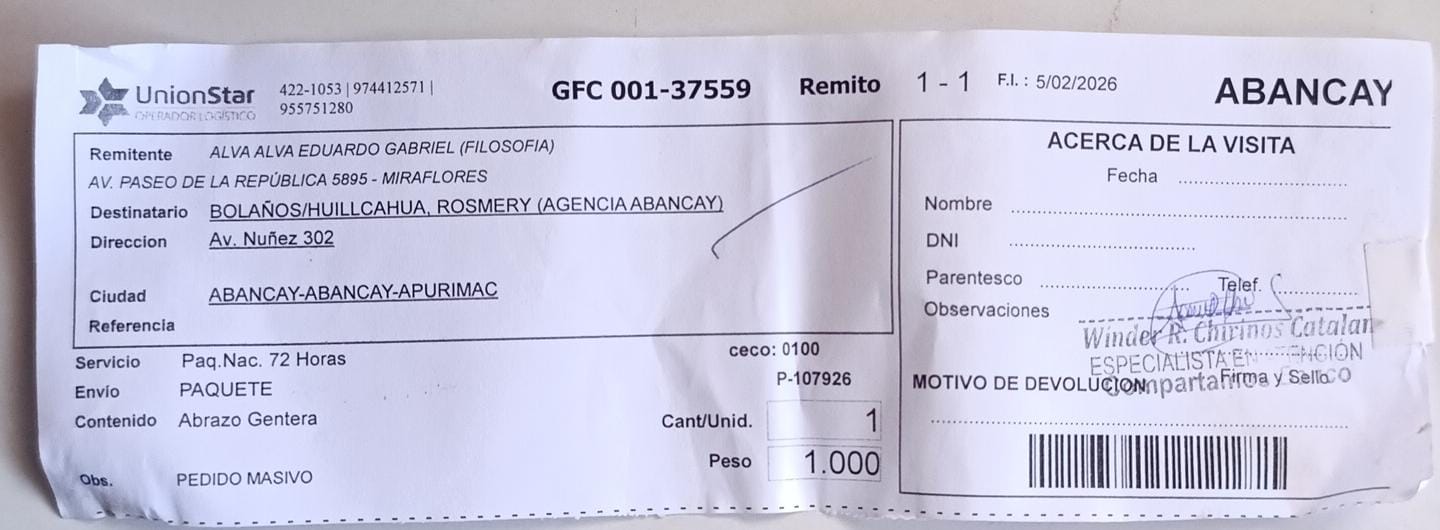 UnionStar
OPERADOR LOGÍSTICO
422-1053 | 974412571 |
955751280
GFC 001-37559 Remito 1 - 1 F.I. : 5/02/2026 ABANCAY
Remitente ALVA ALVA EDUARDO GABRIEL (FILOSOFIA)
AV. PASEO DE LA REPÚBLICA 5895 - MIRAFLORES
Destinatario BOLAÑOS/HUILLCAHUA, ROSMERY (AGENCIA ABANCAY)
Direccion Av. Nuñez 302
Ciudad ABANCAY-ABANCAY-APURIMAC
Referencia
Servicio Paq.Nac. 72 Horas
Envío PAQUETE
Contenido Abrazo Gentera
Obs. PEDIDO MASIVO
ceco: 0100
P-107926
Cant/Unid. 1
Peso 1.000
ACERCA DE LA VISITA
Fecha
Nombre
DNI
Parentesco Telef.
Observaciones
Winder R. Chirinos Catalan
ESPECIALISTA EN
Firma y Sello
MOTIVO DE DEVOLUCION